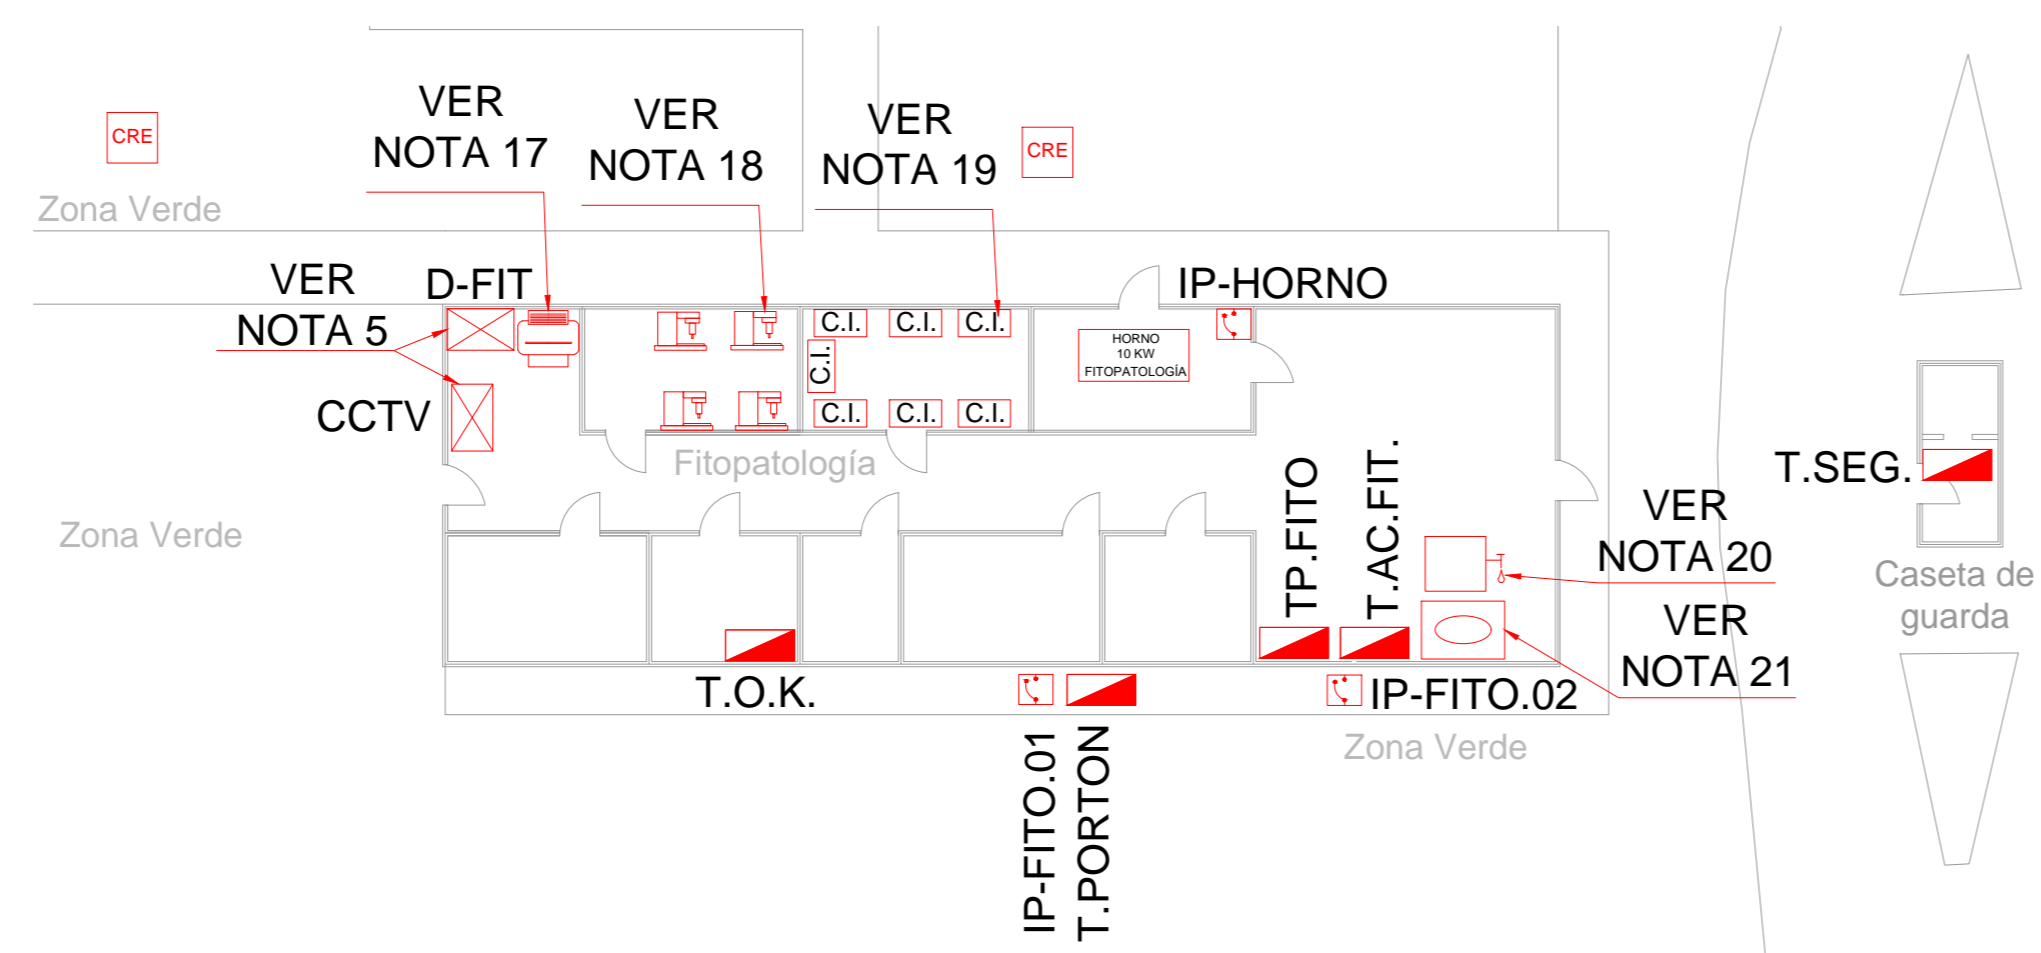 VER
NOTA 17
VER
NOTA 18
VER
NOTA 19
CRE
CRE
Zona Verde
VER
NOTA 5
D-FIT
IP-HORNO
C.I.
C.I.
C.I.
C.I.
HORNO
10 KW
FITOPATOLOGÍA
CCTV
C.I.
C.I.
C.I.
Fitopatología
TP.FITO
T.AC.FIT.
T.SEG.
Zona Verde
VER
NOTA 20
Caseta de
guarda
VER
NOTA 21
T.O.K.
IP-FITO.02
IP-FITO.01
T.PORTON
Zona Verde